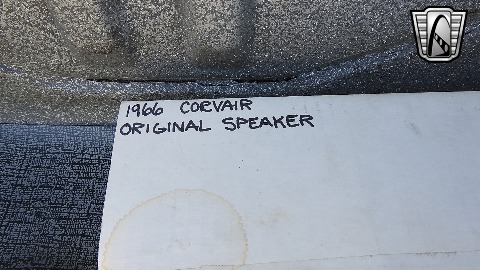 1966 CORVAIR
ORIGINAL SPEAKER